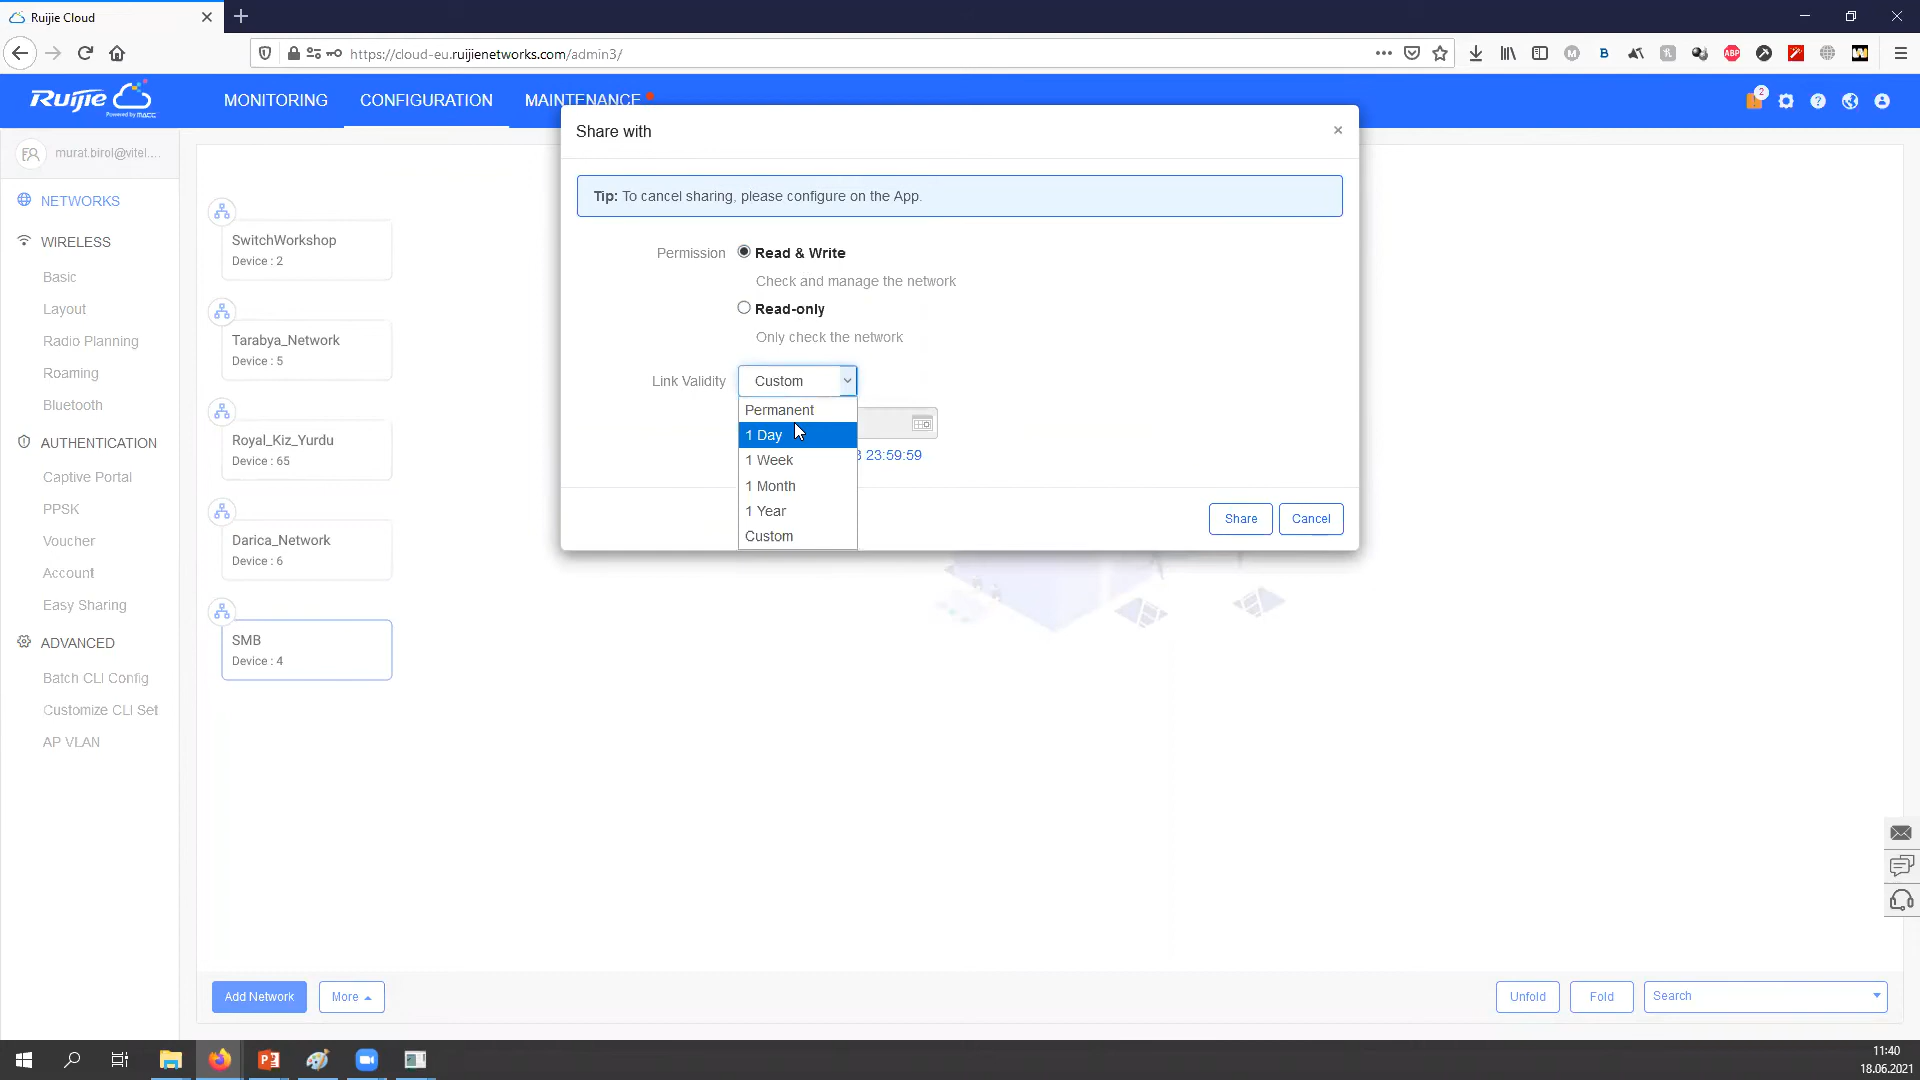 Ruijie Cloud
https://cloud-eu.ruijienetworks.com/admin3/
Ruijie
Powered by MACC
MONITORING
CONFIGURATION
MAINTENANCE
2
murat.birol@vitel....
NETWORKS
WIRELESS
Basic
Layout
Radio Planning
Roaming
Bluetooth
AUTHENTICATION
Captive Portal
PPSK
Voucher
Account
Easy Sharing
ADVANCED
Batch CLI Config
Customize CLI Set
AP VLAN
SwitchWorkshop
Device : 2
Tarabya_Network
Device : 5
Royal_Kiz_Yurdu
Device : 65
Darica_Network
Device : 6
SMB
Device : 4
Share with
×
Tip: To cancel sharing, please configure on the App.
Permission
Read & Write
Check and manage the network
Read-only
Only check the network
Link Validity
Custom
Permanent
1 Day
1 Week
1 Month
1 Year
Custom
23:59:59
Share
Cancel
Add Network
More
Unfold
Fold
Search
11:40
18.06.2021